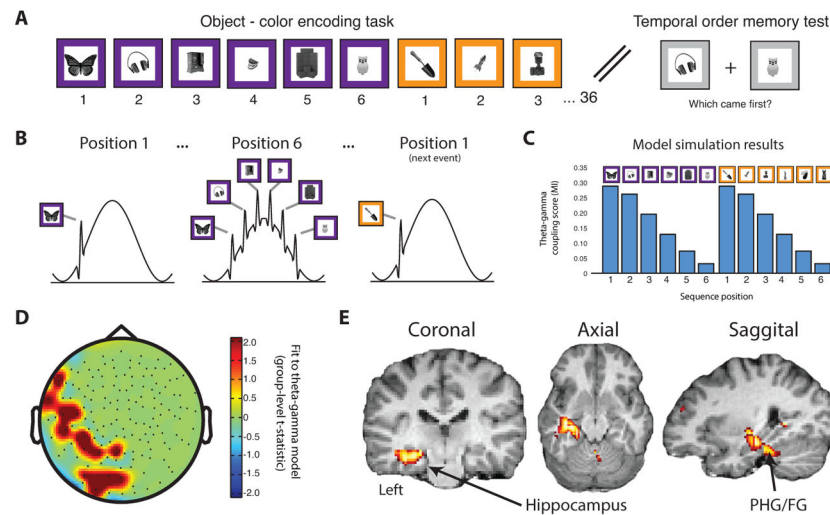 A
Object - color encoding task
Temporal order memory test
1 2 3 4 5 6 1 2 3 ... 36
+
Which came first?
B
Position 1 ... Position 6 ... Position 1
(next event)
C
Model simulation results
Theta-gamma
coupling score (MI)
0.35
0.30
0.25
0.20
0.15
0.10
0.05
0.00
1 2 3 4 5 6 1 2 3 4 5 6
Sequence position
D
2.0
1.5
1.0
0.5
0
-0.5
-1.0
-1.5
-2.0
Fit to theta-gamma model
(group-level t-statistic)
E
Coronal
Axial
Saggital
Left
Hippocampus
PHG/FG